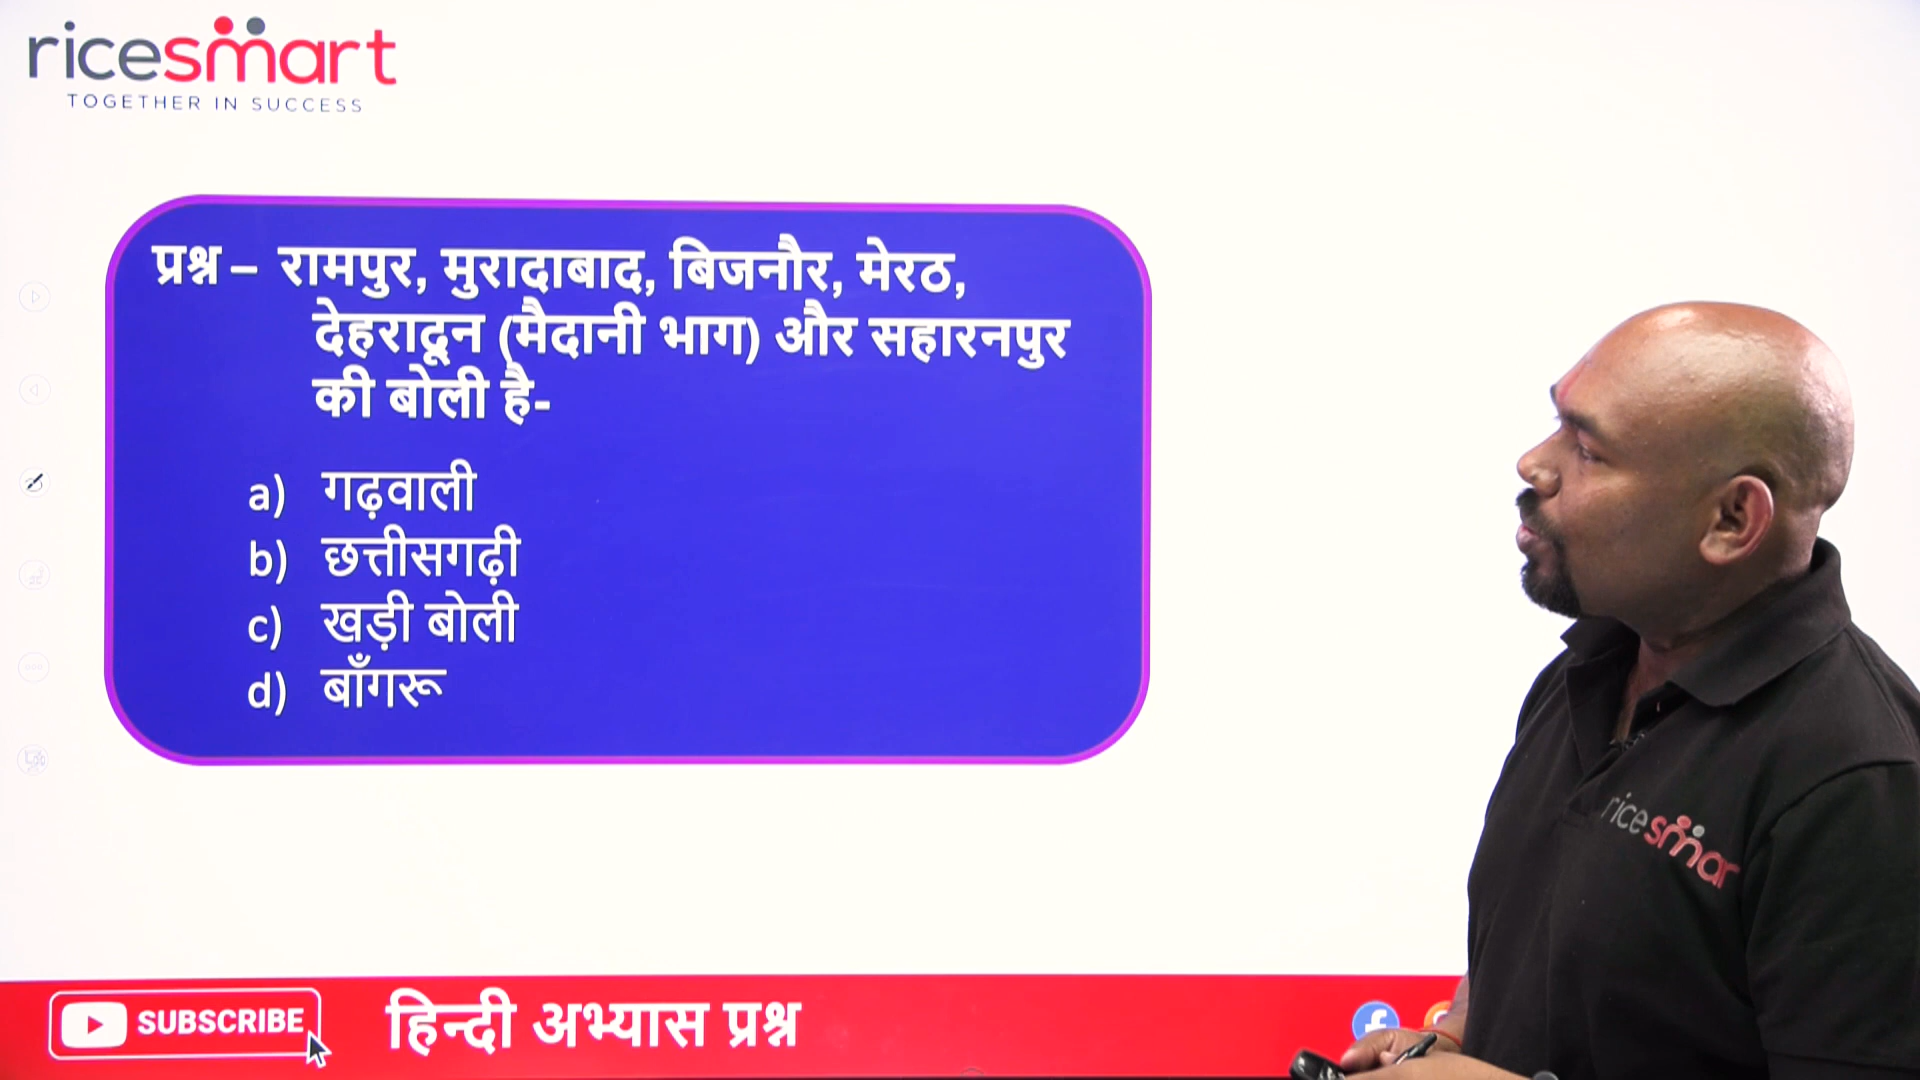 ricesmart
TOGETHER IN SUCCESS
प्रश्न – रामपुर, मुरादाबाद, बिजनौर, मेरठ,
देहरादून (मैदानी भाग) और सहारनपुर
की बोली है-
a) गढ़वाली
b) छत्तीसगढ़ी
c) खड़ी बोली
d) बाँगरू
ricesmar
SUBSCRIBE
हिन्दी अभ्यास प्रश्न